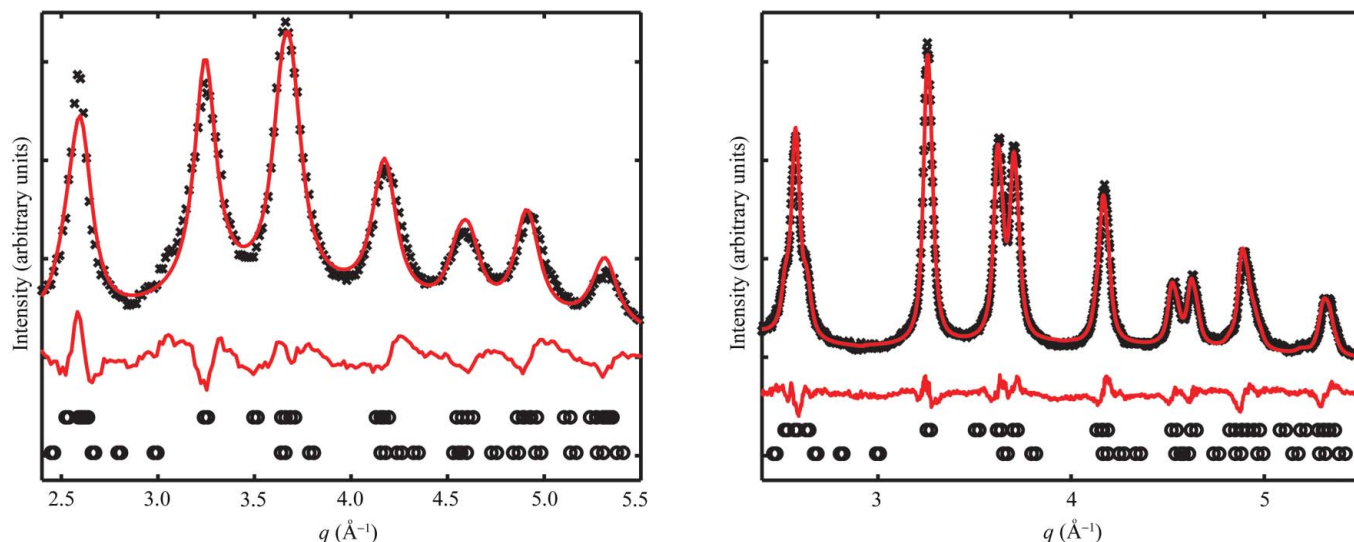 Intensity (arbitrary units)
2.5 3.0 3.5 4.0 4.5 5.0 5.5
q (Å⁻¹)
Intensity (arbitrary units)
3 4 5
q (Å⁻¹)